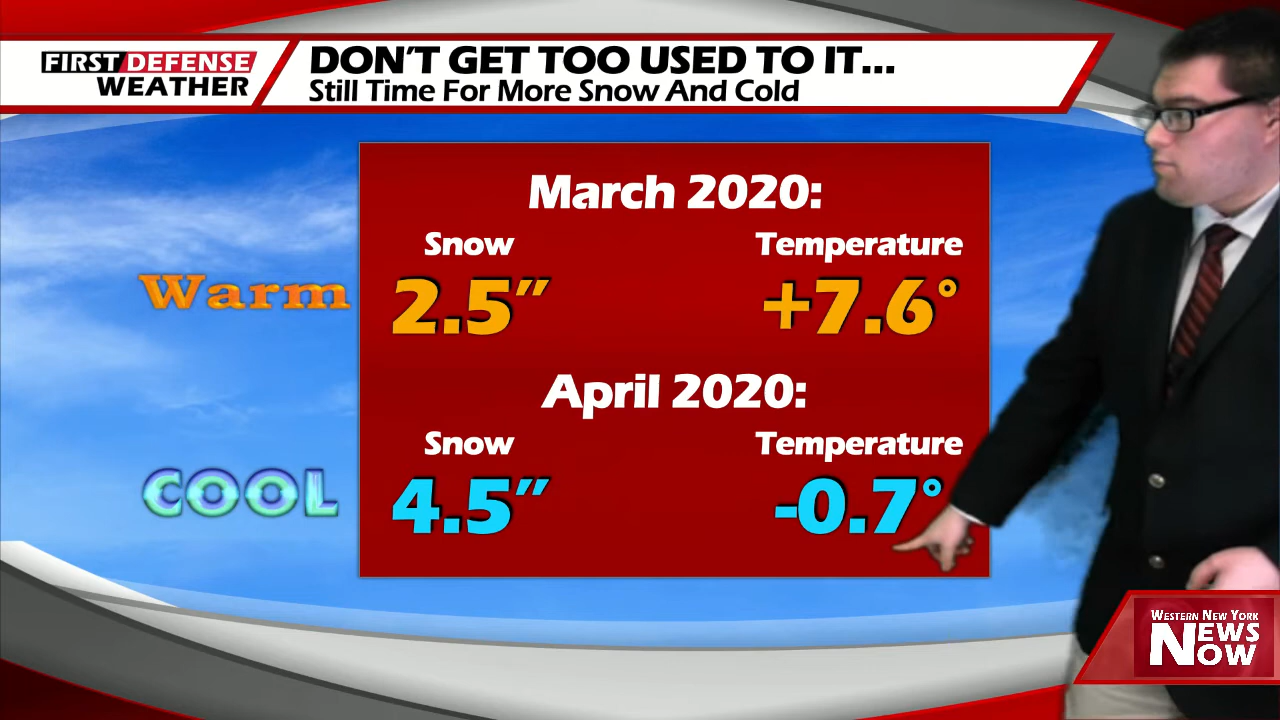 FIRST DEFENSE
WEATHER
DON'T GET TOO USED TO IT...
Still Time For More Snow And Cold
March 2020:
Snow Temperature
Warm 2.5" +7.6°
April 2020:
Snow Temperature
COOL 4.5" -0.7°
WESTERN NEW YORK
NEWS
NOW